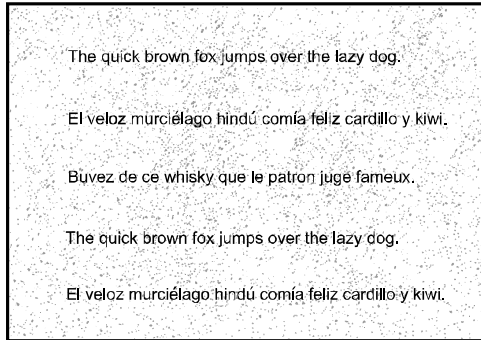 The quick brown fox jumps over the lazy dog.
El veloz murciélago hindú comía feliz cardillo y kiwi.
Buvez de ce whisky que le patron juge fameux.
The quick brown fox jumps over the lazy dog.
El veloz murciélago hindú comía feliz cardillo y kiwi.